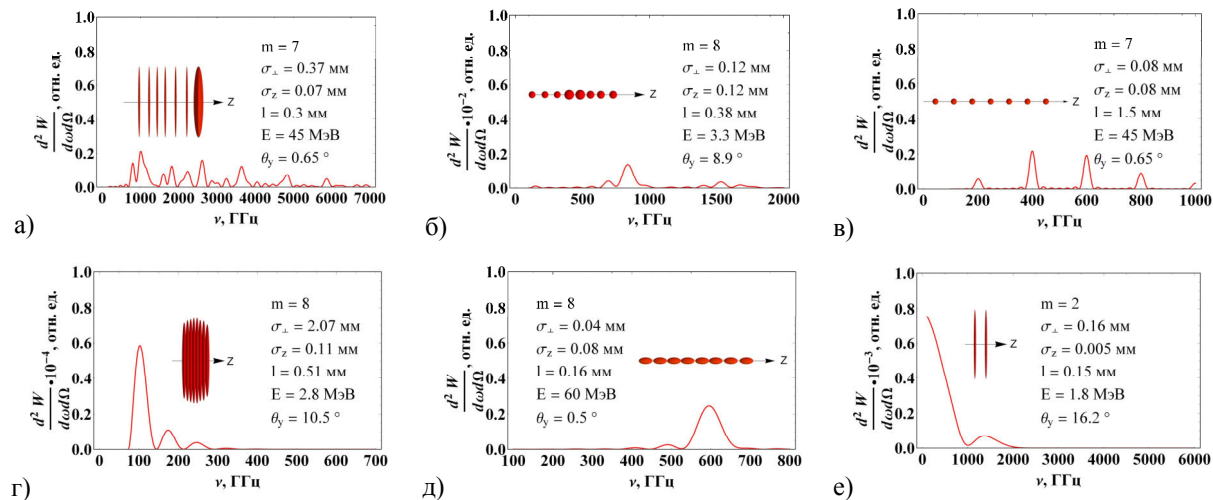 1.0
0.8
0.6
0.4
0.2
0.0
d² W / dωdΩ, отн. ед.
m = 7
σ⊥ = 0.37 мм
σz = 0.07 мм
l = 0.3 мм
E = 45 МэВ
θy = 0.65 °
z
0 1000 2000 3000 4000 5000 6000 7000
ν, ГГц
а)
1.0
0.8
0.6
0.4
0.2
0.0
d² W / dωdΩ •10⁻², отн. ед.
m = 8
σ⊥ = 0.12 мм
σz = 0.12 мм
l = 0.38 мм
E = 3.3 МэВ
θy = 8.9 °
z
0 500 1000 1500 2000
ν, ГГц
б)
1.0
0.8
0.6
0.4
0.2
0.0
d² W / dωdΩ, отн. ед.
m = 7
σ⊥ = 0.08 мм
σz = 0.08 мм
l = 1.5 мм
E = 45 МэВ
θy = 0.65 °
z
0 200 400 600 800 1000
ν, ГГц
в)
1.0
0.8
0.6
0.4
0.2
0.0
d² W / dωdΩ •10⁻⁴, отн. ед.
m = 8
σ⊥ = 2.07 мм
σz = 0.11 мм
l = 0.51 мм
E = 2.8 МэВ
θy = 10.5 °
z
0 100 200 300 400 500 600 700
ν, ГГц
г)
1.0
0.8
0.6
0.4
0.2
0.0
d² W / dωdΩ, отн. ед.
m = 8
σ⊥ = 0.04 мм
σz = 0.08 мм
l = 0.16 мм
E = 60 МэВ
θy = 0.5 °
z
100 200 300 400 500 600 700 800
ν, ГГц
д)
1.0
0.8
0.6
0.4
0.2
0.0
d² W / dωdΩ •10⁻³, отн. ед.
m = 2
σ⊥ = 0.16 мм
σz = 0.005 мм
l = 0.15 мм
E = 1.8 МэВ
θy = 16.2 °
z
0 1000 2000 3000 4000 5000 6000
ν, ГГц
е)